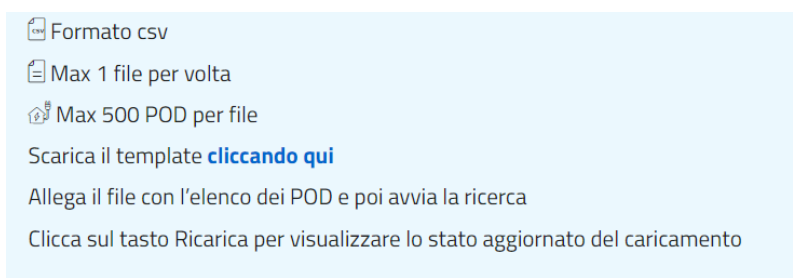 CSV Formato csv
Max 1 file per volta
Max 500 POD per file
Scarica il template cliccando qui
Allega il file con l'elenco dei POD e poi avvia la ricerca
Clicca sul tasto Ricarica per visualizzare lo stato aggiornato del caricamento